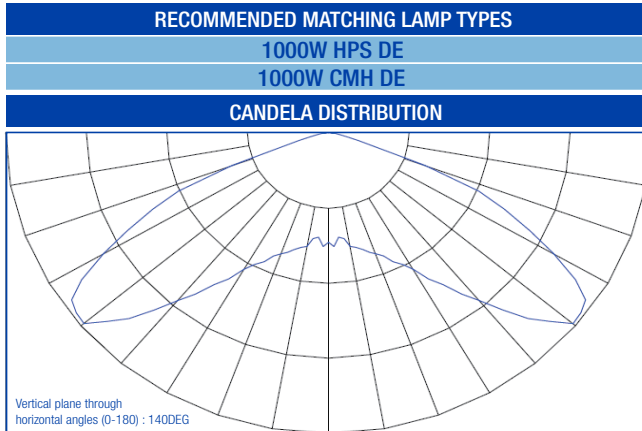 RECOMMENDED MATCHING LAMP TYPES
1000W HPS DE
1000W CMH DE
CANDELA DISTRIBUTION
Vertical plane through
horizontal angles (0-180) : 140DEG